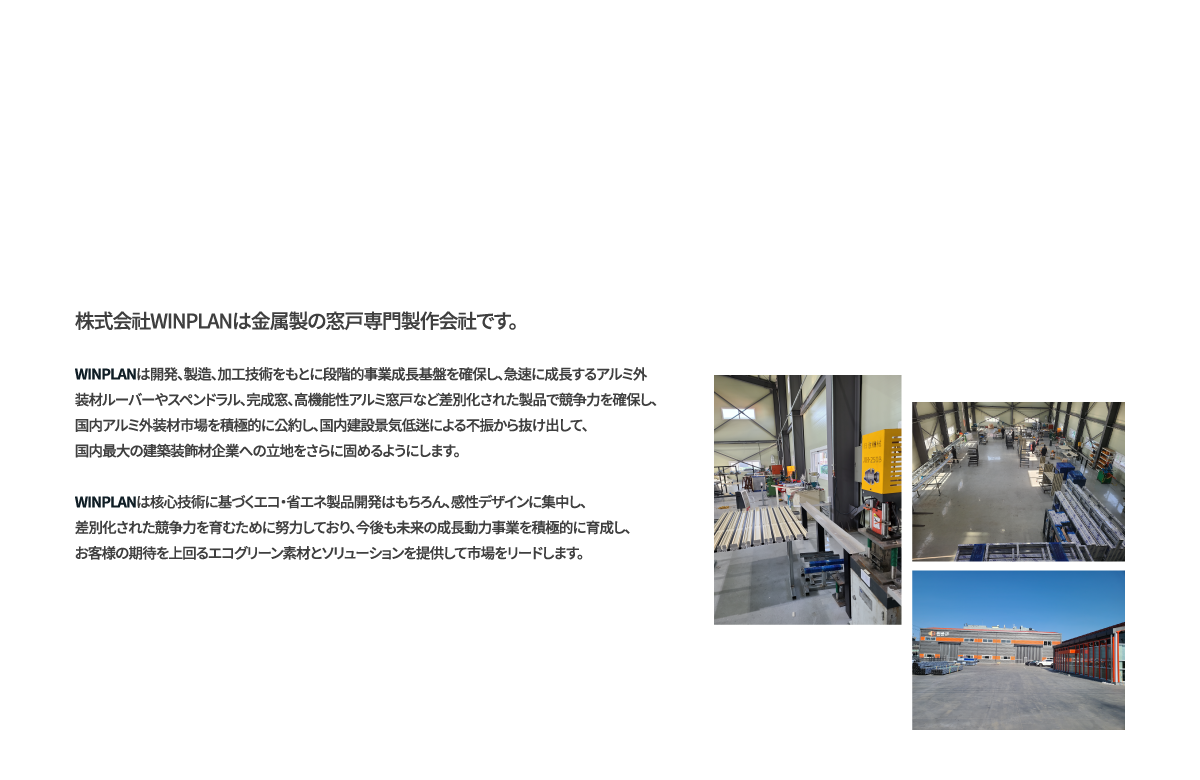 株式会社WINPLANは金属製の窓戸専門製作会社です。
WINPLANは開発、製造、加工技術をもとに段階的事業成長基盤を確保し、急速に成長するアルミ外
装材ルーバーやスペンドラル、完成窓、高機能性アルミ窓戸など差別化された製品で競争力を確保し、
国内アルミ外装材市場を積極的に公約し、国内建設景気低迷による不振から抜け出して、
国内最大の建築装飾材企業への立地をさらに固めるようにします。
WINPLANは核心技術に基づくエコ・省エネ製品開発はもちろん、感性デザインに集中し、
差別化された競争力を育むために努力しており、今後も未来の成長動力事業を積極的に育成し、
お客様の期待を上回るエコグリーン素材とソリューションを提供して市場をリードします。